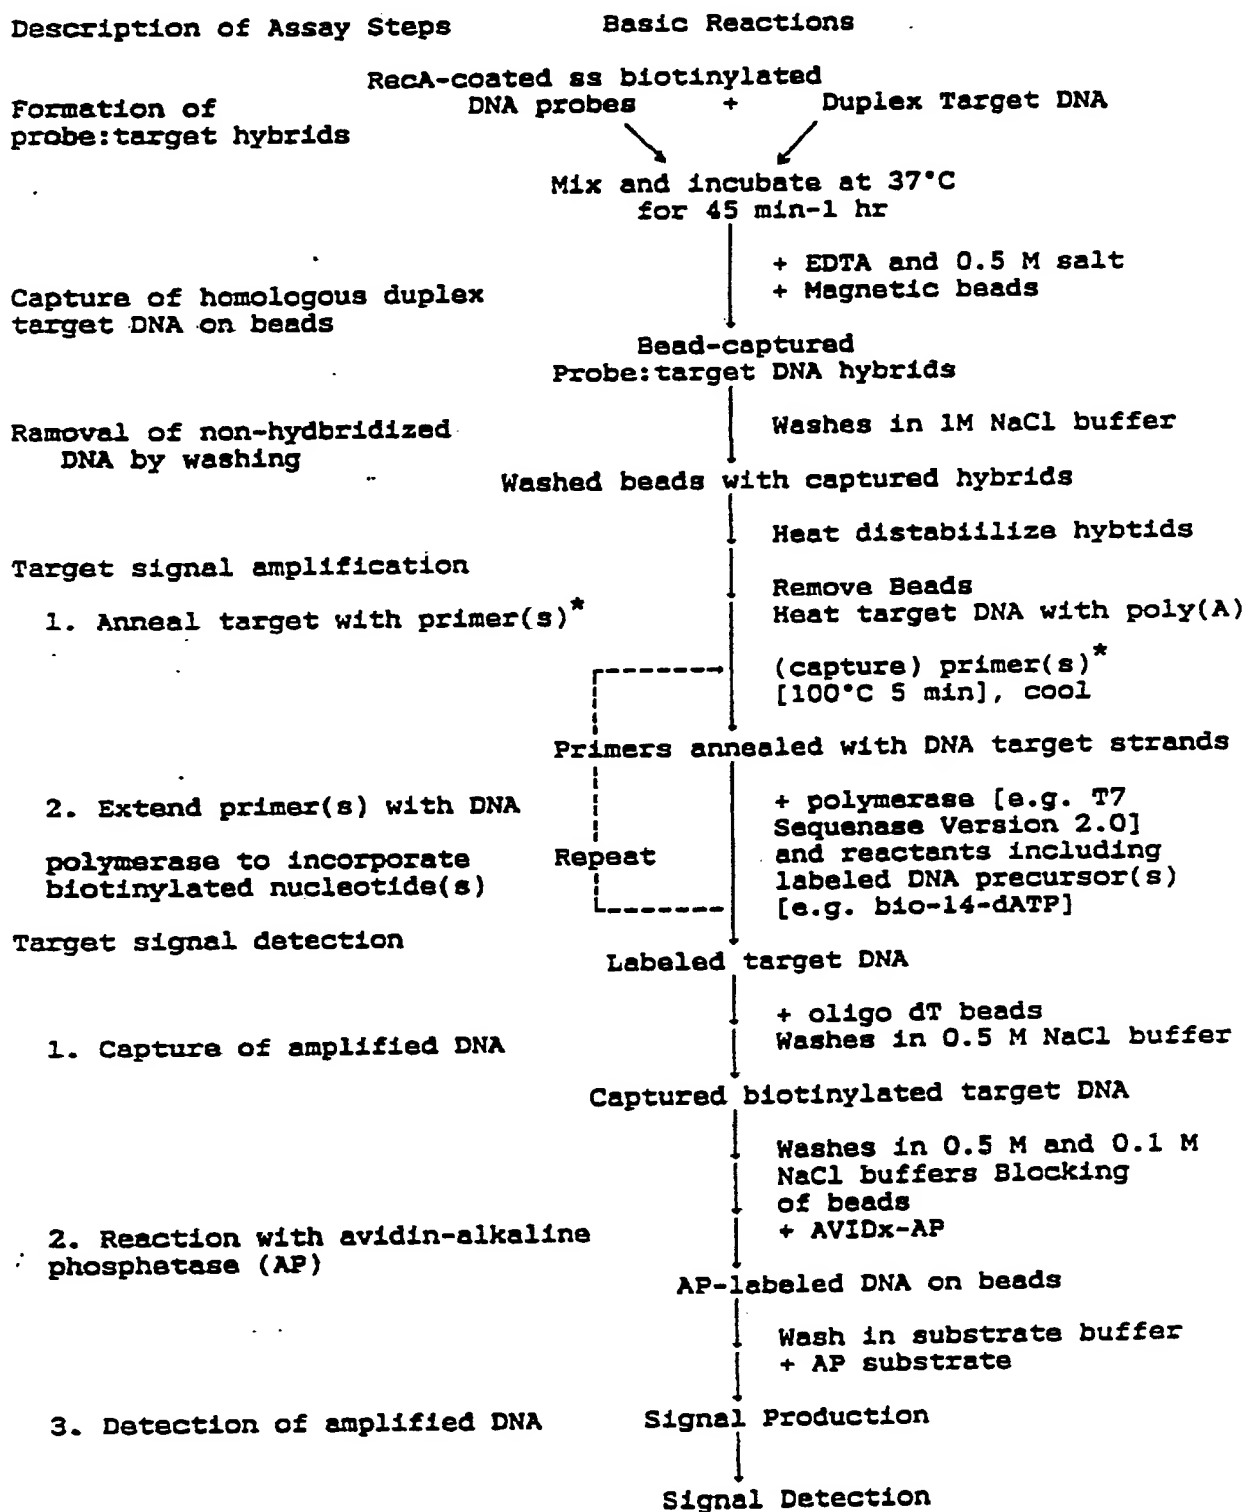 Description of Assay Steps Basic Reactions
RecA-coated ss biotinylated
Formation of DNA probes + Duplex Target DNA
probe:target hybrids
Mix and incubate at 37°C
for 45 min-1 hr
+ EDTA and 0.5 M salt
+ Magnetic beads
Capture of homologous duplex
target DNA on beads
Bead-captured
Probe:target DNA hybrids
Washes in 1M NaCl buffer
Ramoval of non-hydbridized
DNA by washing
Washed beads with captured hybrids
Heat distabiilize hybtids
Target signal amplification
Remove Beads
1. Anneal target with primer(s)* Heat target DNA with poly(A)
(capture) primer(s)*
[100°C 5 min], cool
Primers annealed with DNA target strands
2. Extend primer(s) with DNA + polymerase [e.g. T7
Sequenase Version 2.0]
polymerase to incorporate Repeat and reactants including
biotinylated nucleotide(s) labeled DNA precursor(s)
[e.g. bio-14-dATP]
Target signal detection
Labeled target DNA
+ oligo dT beads
1. Capture of amplified DNA Washes in 0.5 M NaCl buffer
Captured biotinylated target DNA
Washes in 0.5 M and 0.1 M
NaCl buffers Blocking
of beads
2. Reaction with avidin-alkaline + AVIDx-AP
phosphetase (AP)
AP-labeled DNA on beads
Wash in substrate buffer
+ AP substrate
3. Detection of amplified DNA Signal Production
Signal Detection